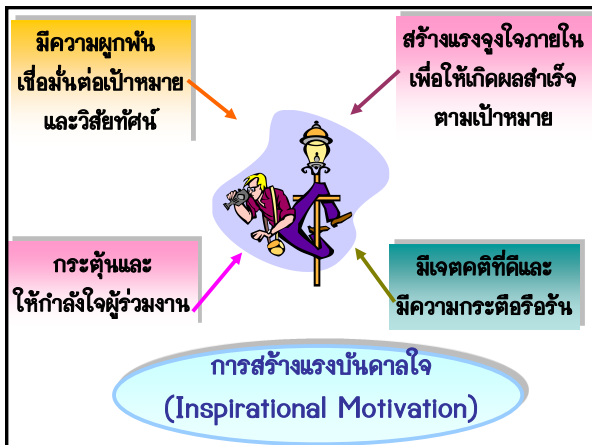 มีความผูกพัน
เชื่อมั่นต่อเป้าหมาย
และวิสัยทัศน์
สร้างแรงจูงใจภายใน
เพื่อให้เกิดผลสำเร็จ
ตามเป้าหมาย
กระตุ้นและ
ให้กำลังใจผู้ร่วมงาน
มีเจตคติที่ดีและ
มีความกระตือรือร้น
การสร้างแรงบันดาลใจ
(Inspirational Motivation)